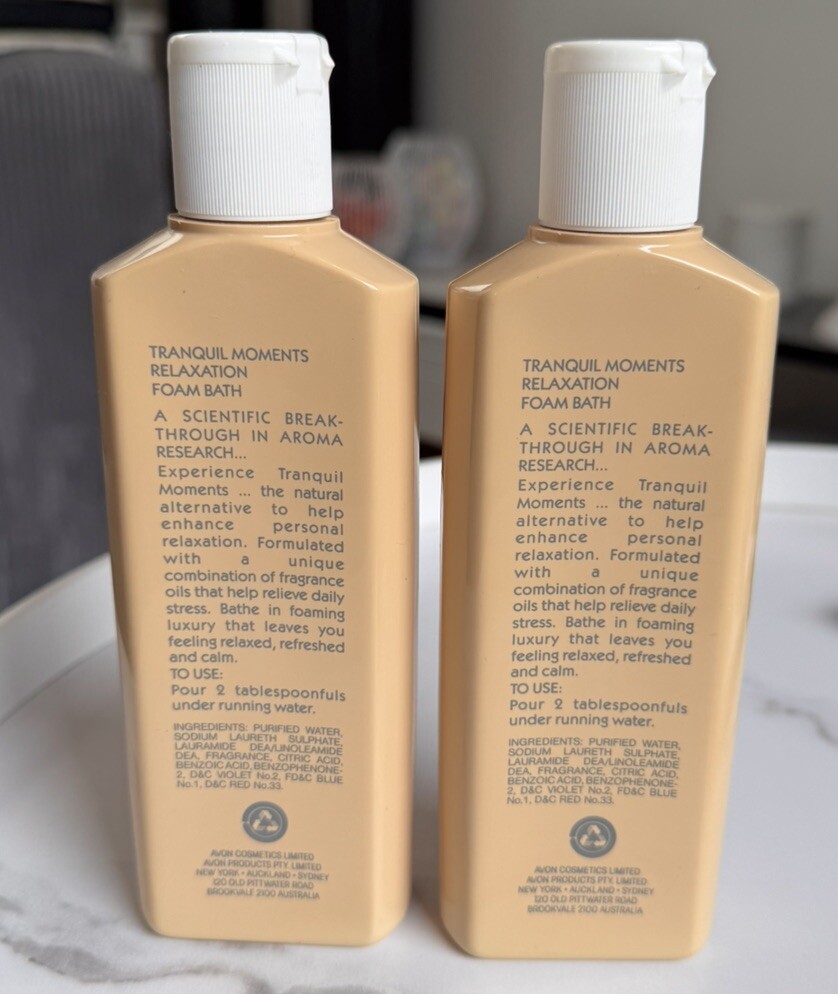 TRANQUIL MOMENTS
RELAXATION
FOAM BATH
A SCIENTIFIC BREAK-
THROUGH IN AROMA
RESEARCH...
Experience Tranquil
Moments ... the natural
alternative to help
enhance personal
relaxation. Formulated
with a unique
combination of fragrance
oils that help relieve daily
stress. Bathe in foaming
luxury that leaves you
feeling relaxed, refreshed
and calm.
TO USE:
Pour 2 tablespoonfuls
under running water.
INGREDIENTS: PURIFIED WATER,
SODIUM LAURETH SULPHATE,
LAURAMIDE DEA/LINOLEAMIDE
DEA, FRAGRANCE, CITRIC ACID,
BENZOIC ACID, BENZOPHENONE-
2, D&C VIOLET No.2, FD&C BLUE
No.1, D&C RED No.33.
AVON COSMETICS LIMITED
AVON PRODUCTS PTY. LIMITED
NEW YORK • AUCKLAND • SYDNEY
120 OLD PITTWATER ROAD
BROOKVALE 2100 AUSTRALIA
TRANQUIL MOMENTS
RELAXATION
FOAM BATH
A SCIENTIFIC BREAK-
THROUGH IN AROMA
RESEARCH...
Experience Tranquil
Moments ... the natural
alternative to help
enhance personal
relaxation. Formulated
with a unique
combination of fragrance
oils that help relieve daily
stress. Bathe in foaming
luxury that leaves you
feeling relaxed, refreshed
and calm.
TO USE:
Pour 2 tablespoonfuls
under running water.
INGREDIENTS: PURIFIED WATER,
SODIUM LAURETH SULPHATE,
LAURAMIDE DEA/LINOLEAMIDE
DEA, FRAGRANCE, CITRIC ACID,
BENZOIC ACID, BENZOPHENONE-
2, D&C VIOLET No.2, FD&C BLUE
No.1, D&C RED No.33.
AVON COSMETICS LIMITED
AVON PRODUCTS PTY. LIMITED
NEW YORK • AUCKLAND • SYDNEY
120 OLD PITTWATER ROAD
BROOKVALE 2100 AUSTRALIA